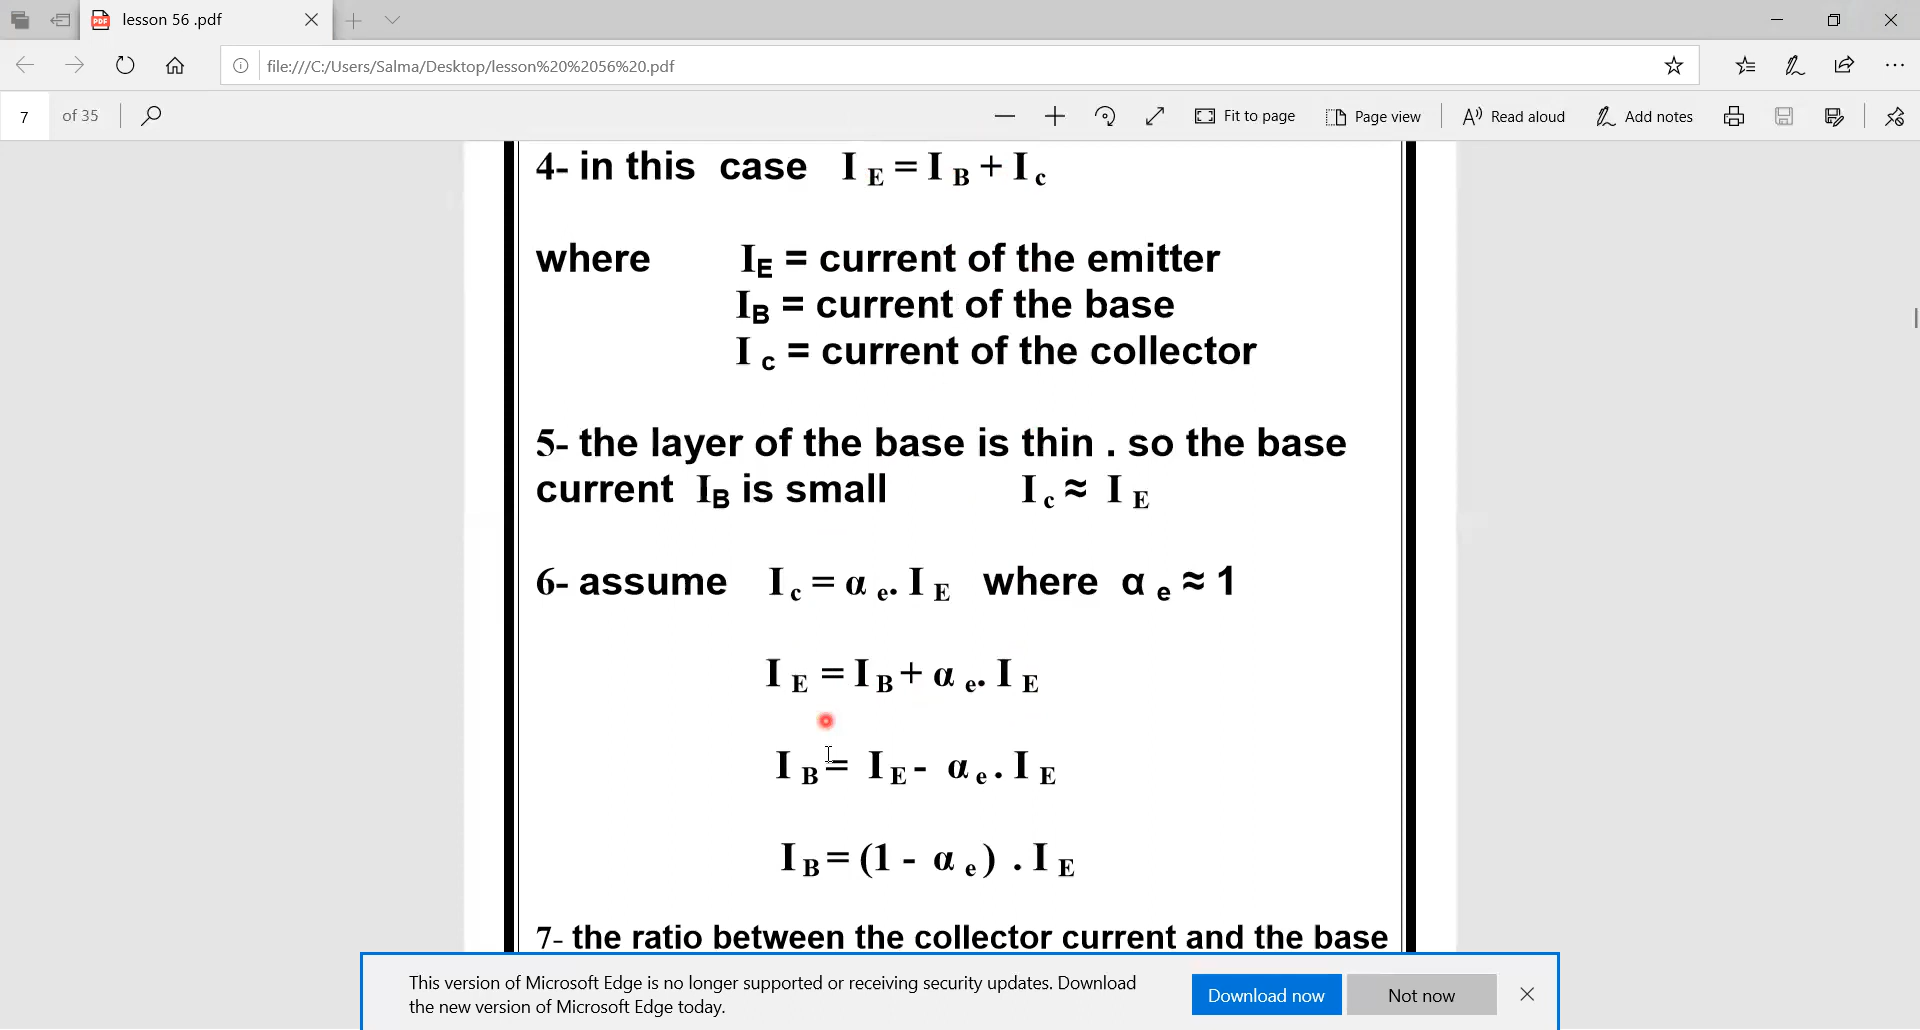 lesson 56 .pdf
file:///C:/Users/Salma/Desktop/lesson%20%2056%20.pdf
7 of 35 Fit to page Page view Read aloud Add notes
4- in this case I E = I B + I c
where IE = current of the emitter
IB = current of the base
I c = current of the collector
5- the layer of the base is thin . so the base
current IB is small I c ≈ I E
6- assume I c = α e. I E where α e ≈ 1
I E = I B + α e. I E
I B = I E - α e . I E
I B = (1 - α e ) . I E
7- the ratio between the collector current and the base
This version of Microsoft Edge is no longer supported or receiving security updates. Download
the new version of Microsoft Edge today.
Download now Not now